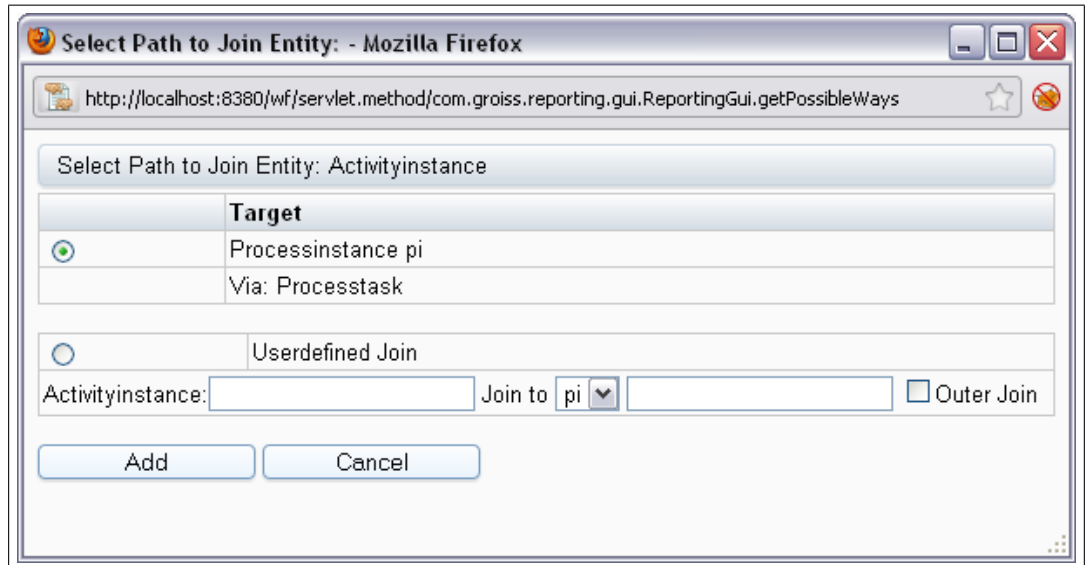 Select Path to Join Entity: - Mozilla Firefox
http://localhost:8380/wf/servlet.method/com.groiss.reporting.gui.ReportingGui.getPossibleWays
Select Path to Join Entity: Activityinstance
Target
Processinstance pi
Via: Processtask
Userdefined Join
Activityinstance: Join to pi Outer Join
Add Cancel